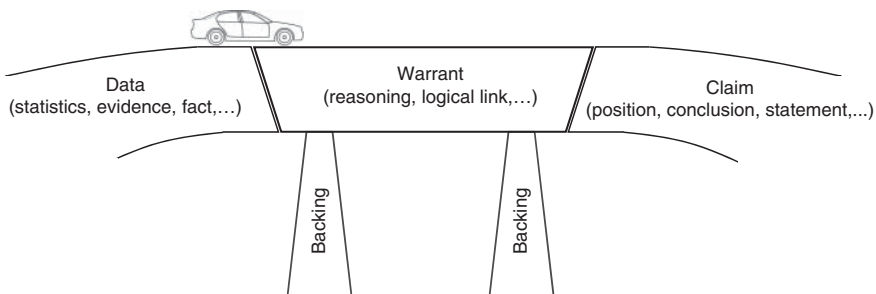 Data
(statistics, evidence, fact,…)
Warrant
(reasoning, logical link,…)
Claim
(position, conclusion, statement,...)
Backing
Backing